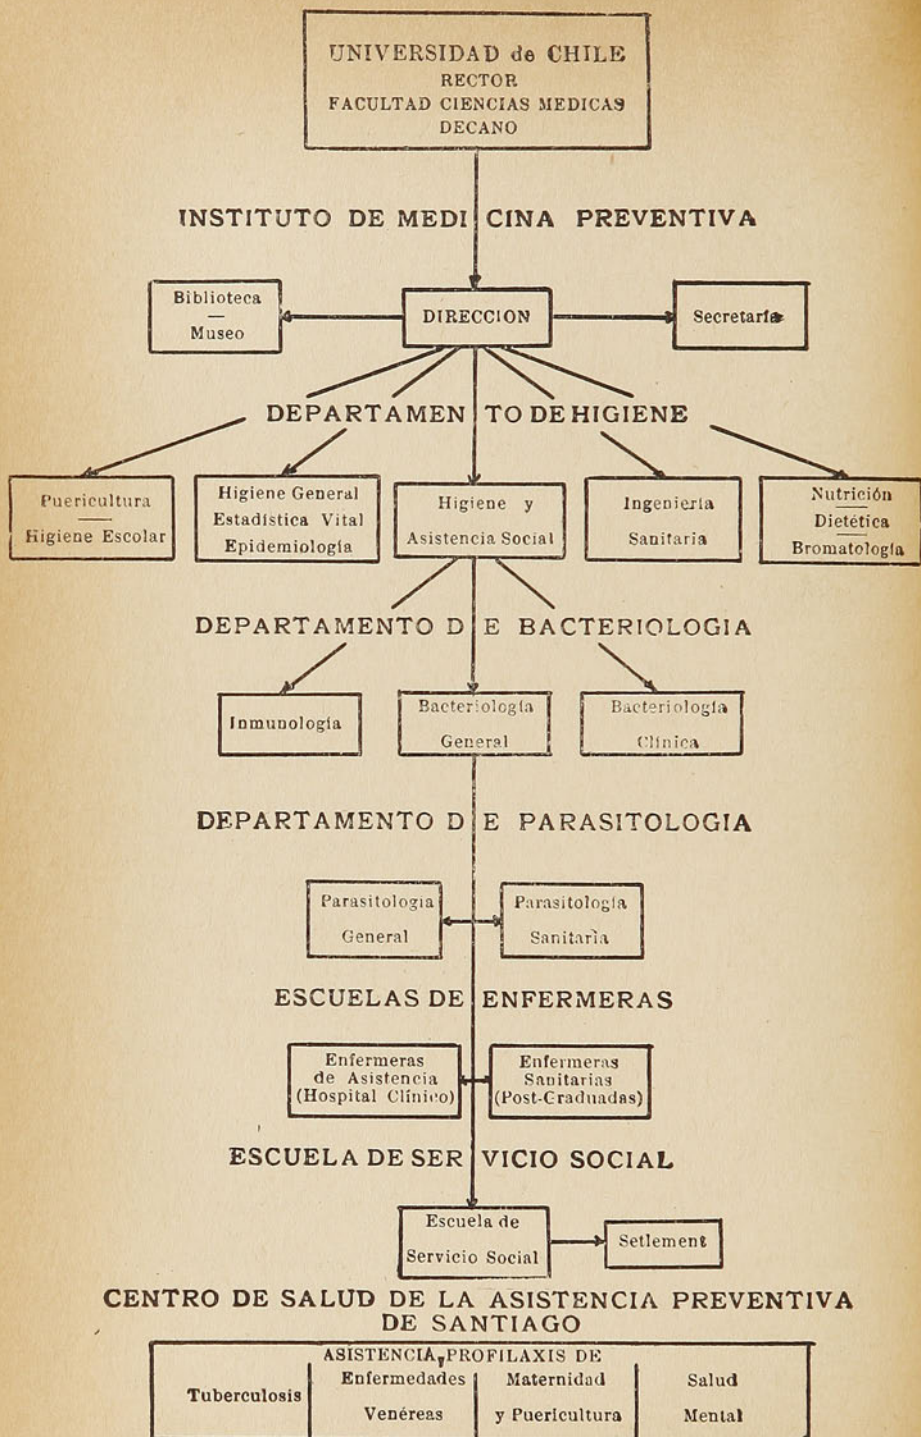 UNIVERSIDAD de CHILE
RECTOR
FACULTAD CIENCIAS MEDICAS
DECANO
INSTITUTO DE MEDICINA PREVENTIVA
Biblioteca
Museo
DIRECCION
Secretaría
DEPARTAMENTO DE HIGIENE
Puericultura
Higiene Escolar
Higiene General
Estadística Vital
Epidemiología
Higiene y
Asistencia Social
Ingeniería
Sanitaria
Nutrición
Dietética
Bromatología
DEPARTAMENTO DE BACTERIOLOGIA
Inmunología
Bacteriología
General
Bacteriología
Clínica
DEPARTAMENTO DE PARASITOLOGIA
Parasitología
General
Parasitología
Sanitaria
ESCUELAS DE ENFERMERAS
Enfermeras
de Asistencia
(Hospital Clínico)
Enfermeras
Sanitarias
(Post-Graduadas)
ESCUELA DE SERVICIO SOCIAL
Escuela de
Servicio Social
Setlement
CENTRO DE SALUD DE LA ASISTENCIA PREVENTIVA
DE SANTIAGO
ASISTENCIA, PROFILAXIS DE
Tuberculosis
Enfermedades
Venéreas
Maternidad
y Puericultura
Salud
Mental